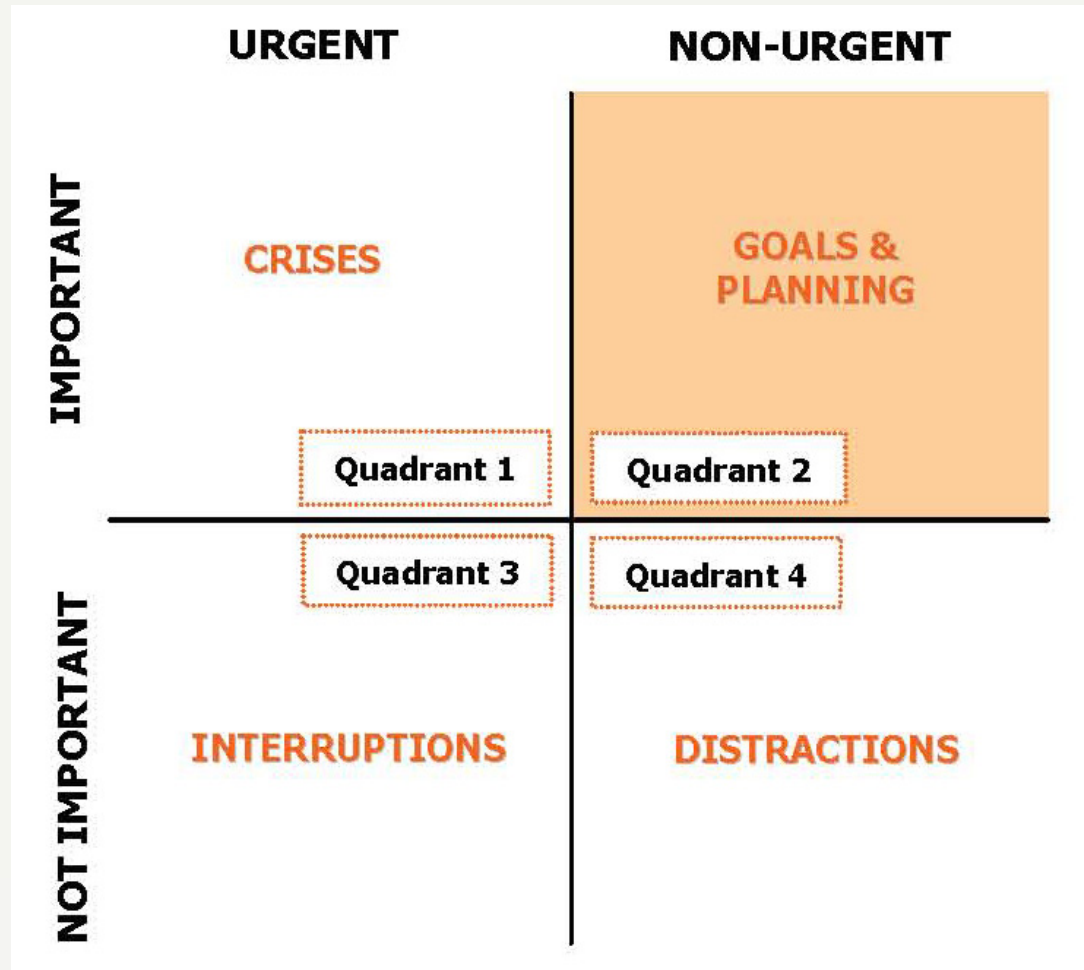 URGENT
NON-URGENT
IMPORTANT
CRISES
GOALS &
PLANNING
Quadrant 1
Quadrant 2
Quadrant 3
Quadrant 4
NOT IMPORTANT
INTERRUPTIONS
DISTRACTIONS